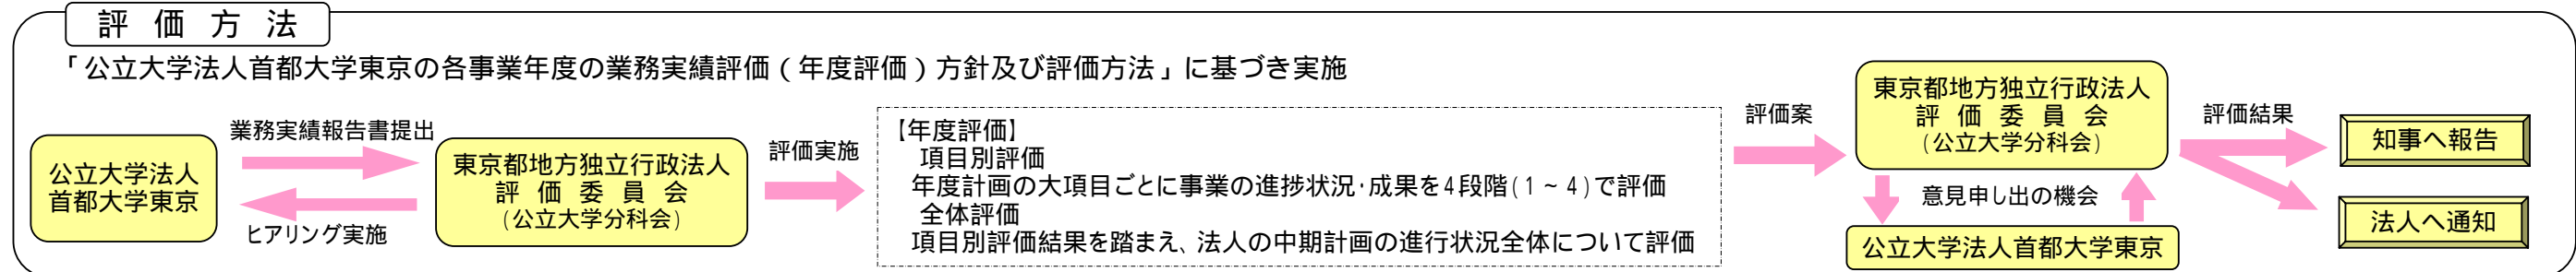 評 価 方 法
「公立大学法人首都大学東京の各事業年度の業務実績評価（年度評価）方針及び評価方法」に基づき実施
公立大学法人
首都大学東京
業務実績報告書提出
ヒアリング実施
東京都地方独立行政法人
評 価 委 員 会
（公立大学分科会）
評価実施
【年度評価】
項目別評価
年度計画の大項目ごとに事業の進捗状況・成果を4段階（1～4）で評価
全体評価
項目別評価結果を踏まえ、法人の中期計画の進行状況全体について評価
評価案
東京都地方独立行政法人
評 価 委 員 会
（公立大学分科会）
意見申し出の機会
公立大学法人首都大学東京
評価結果
知事へ報告
法人へ通知